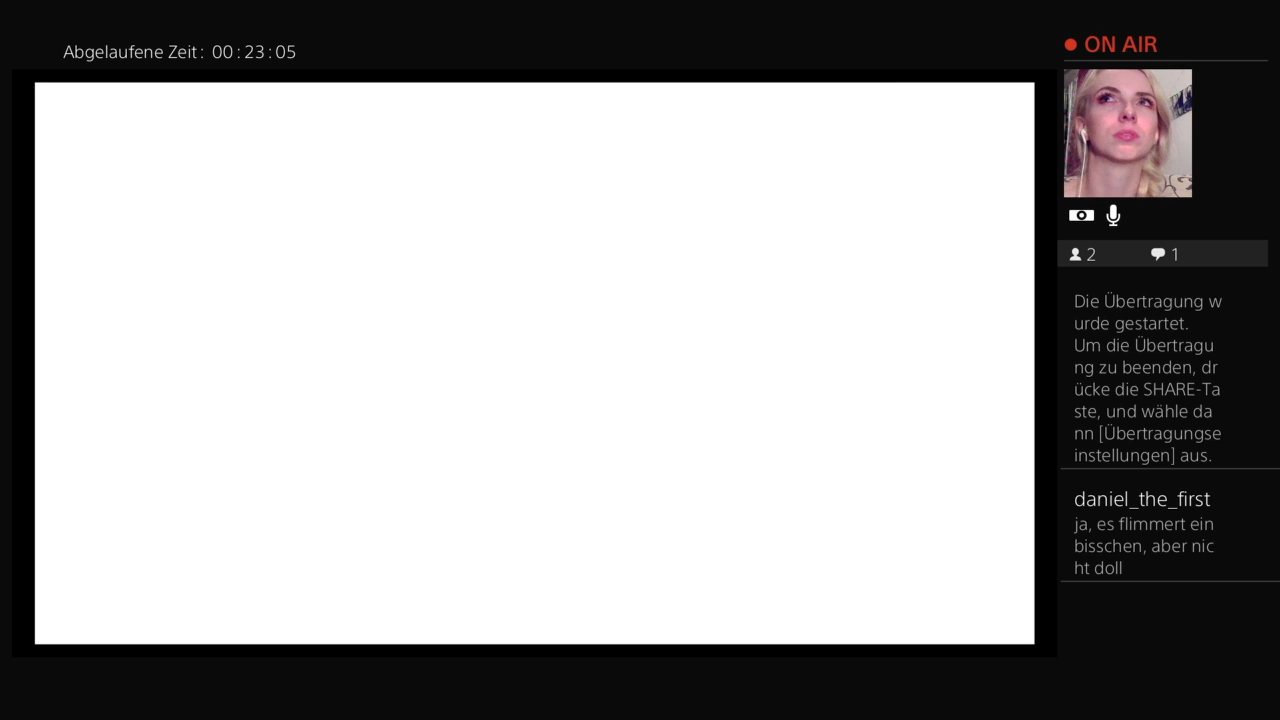 Abgelaufene Zeit: 00:23:05
ON AIR
2 1
Die Übertragung w
urde gestartet.
Um die Übertragu
ng zu beenden, dr
ücke die SHARE-Ta
ste, und wähle da
nn [Übertragungse
instellungen] aus.
daniel_the_first
ja, es flimmert ein
bisschen, aber nic
ht doll